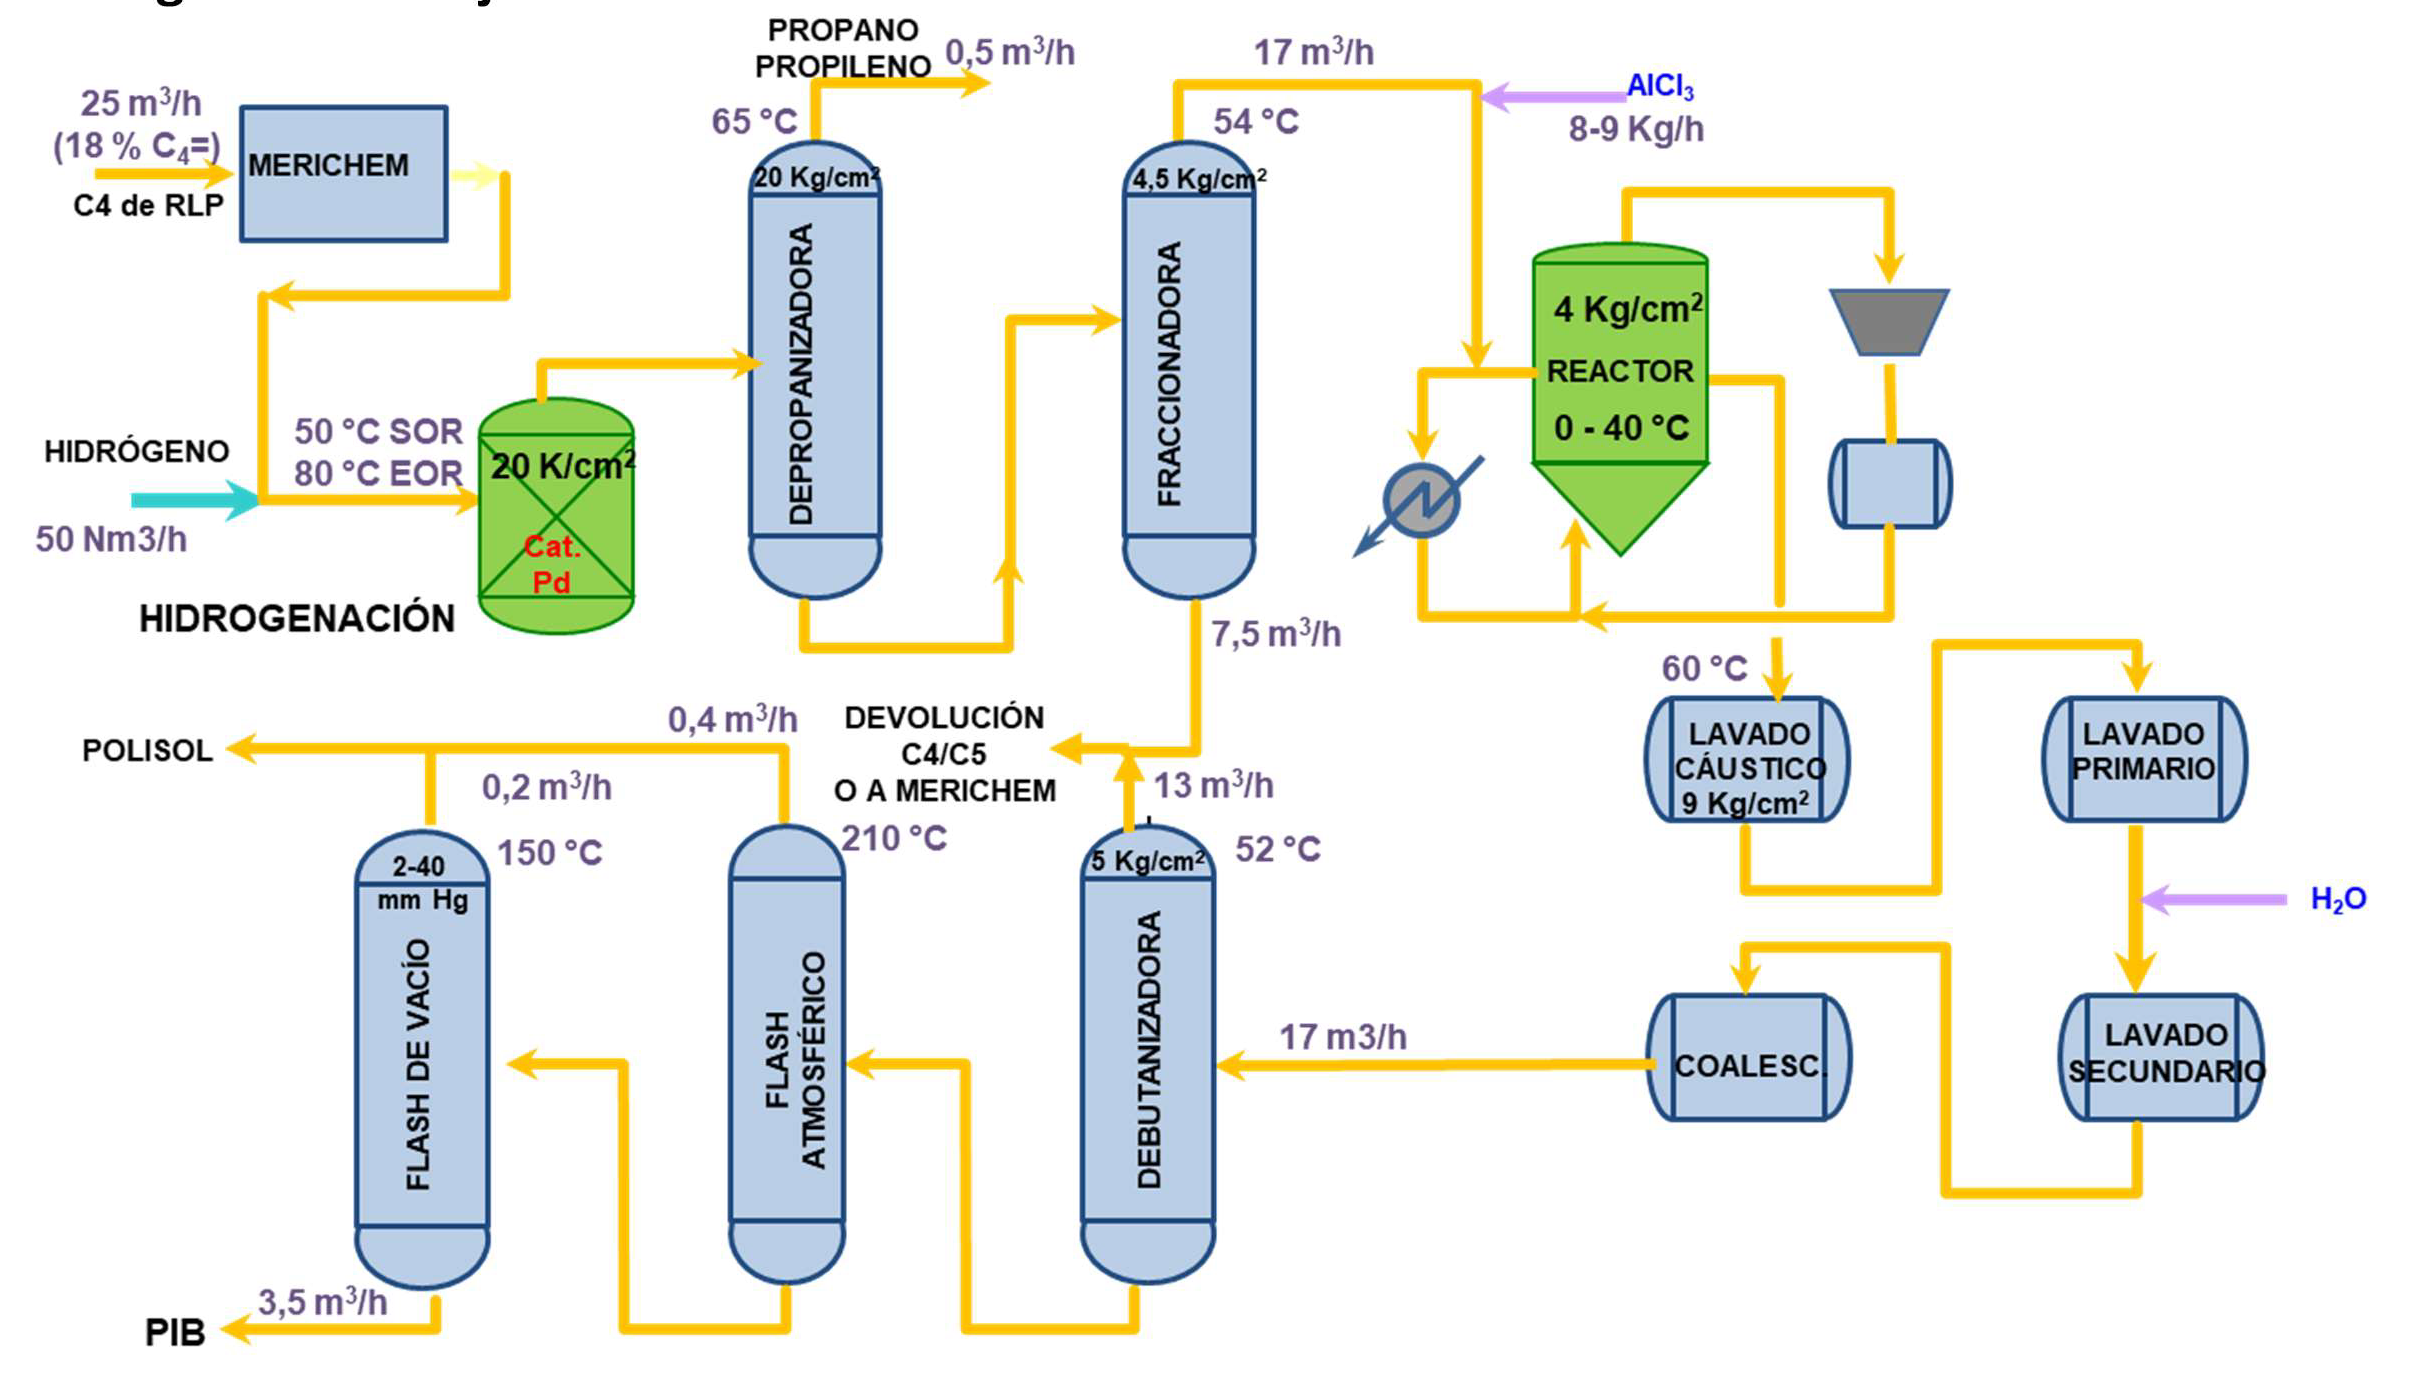 PROPANO
PROPILENO
0,5 m³/h
17 m³/h
25 m³/h
(18 % C₄=)
C4 de RLP
MERICHEM
65 °C
20 Kg/cm²
DEPROPANIZADORA
54 °C
4,5 Kg/cm²
FRACCIONADORA
AlCl₃
8-9 Kg/h
4 Kg/cm²
REACTOR
0 - 40 °C
HIDRÓGENO
50 Nm3/h
50 °C SOR
80 °C EOR
20 K/cm²
Cat.
Pd
HIDROGENACIÓN
7,5 m³/h
60 °C
LAVADO
CÁUSTICO
9 Kg/cm²
LAVADO
PRIMARIO
H₂O
POLISOL
0,4 m³/h
0,2 m³/h
DEVOLUCIÓN
C4/C5
O A MERICHEM
13 m³/h
150 °C
2-40
mm Hg
FLASH DE VACÍO
210 °C
FLASH
ATMOSFÉRICO
5 Kg/cm²
52 °C
DEBUTANIZADORA
17 m3/h
COALESC.
LAVADO
SECUNDARIO
3,5 m³/h
PIB